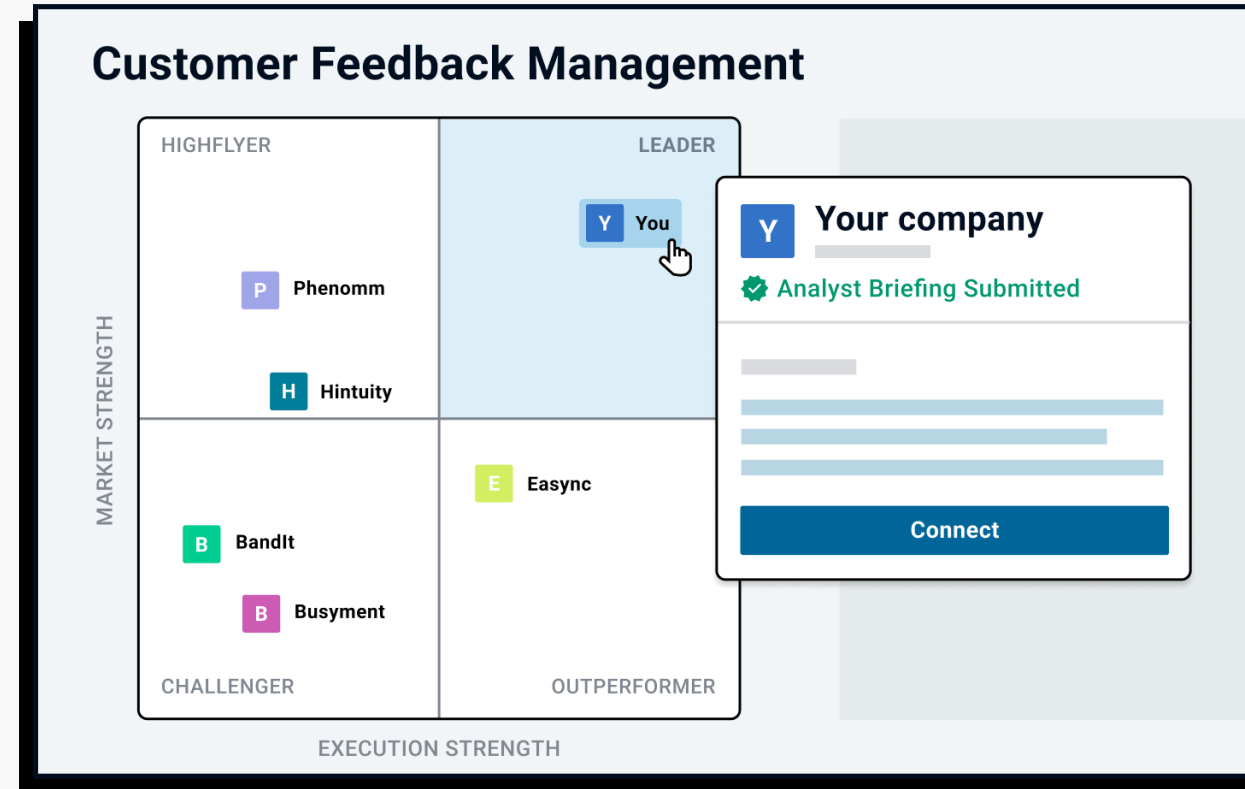 Customer Feedback Management
HIGHFLYER
LEADER
Y You
P Phenomm
H Hintuity
E Easync
B BandIt
B Busyment
CHALLENGER
OUTPERFORMER
MARKET STRENGTH
EXECUTION STRENGTH
Y Your company
Analyst Briefing Submitted
Connect